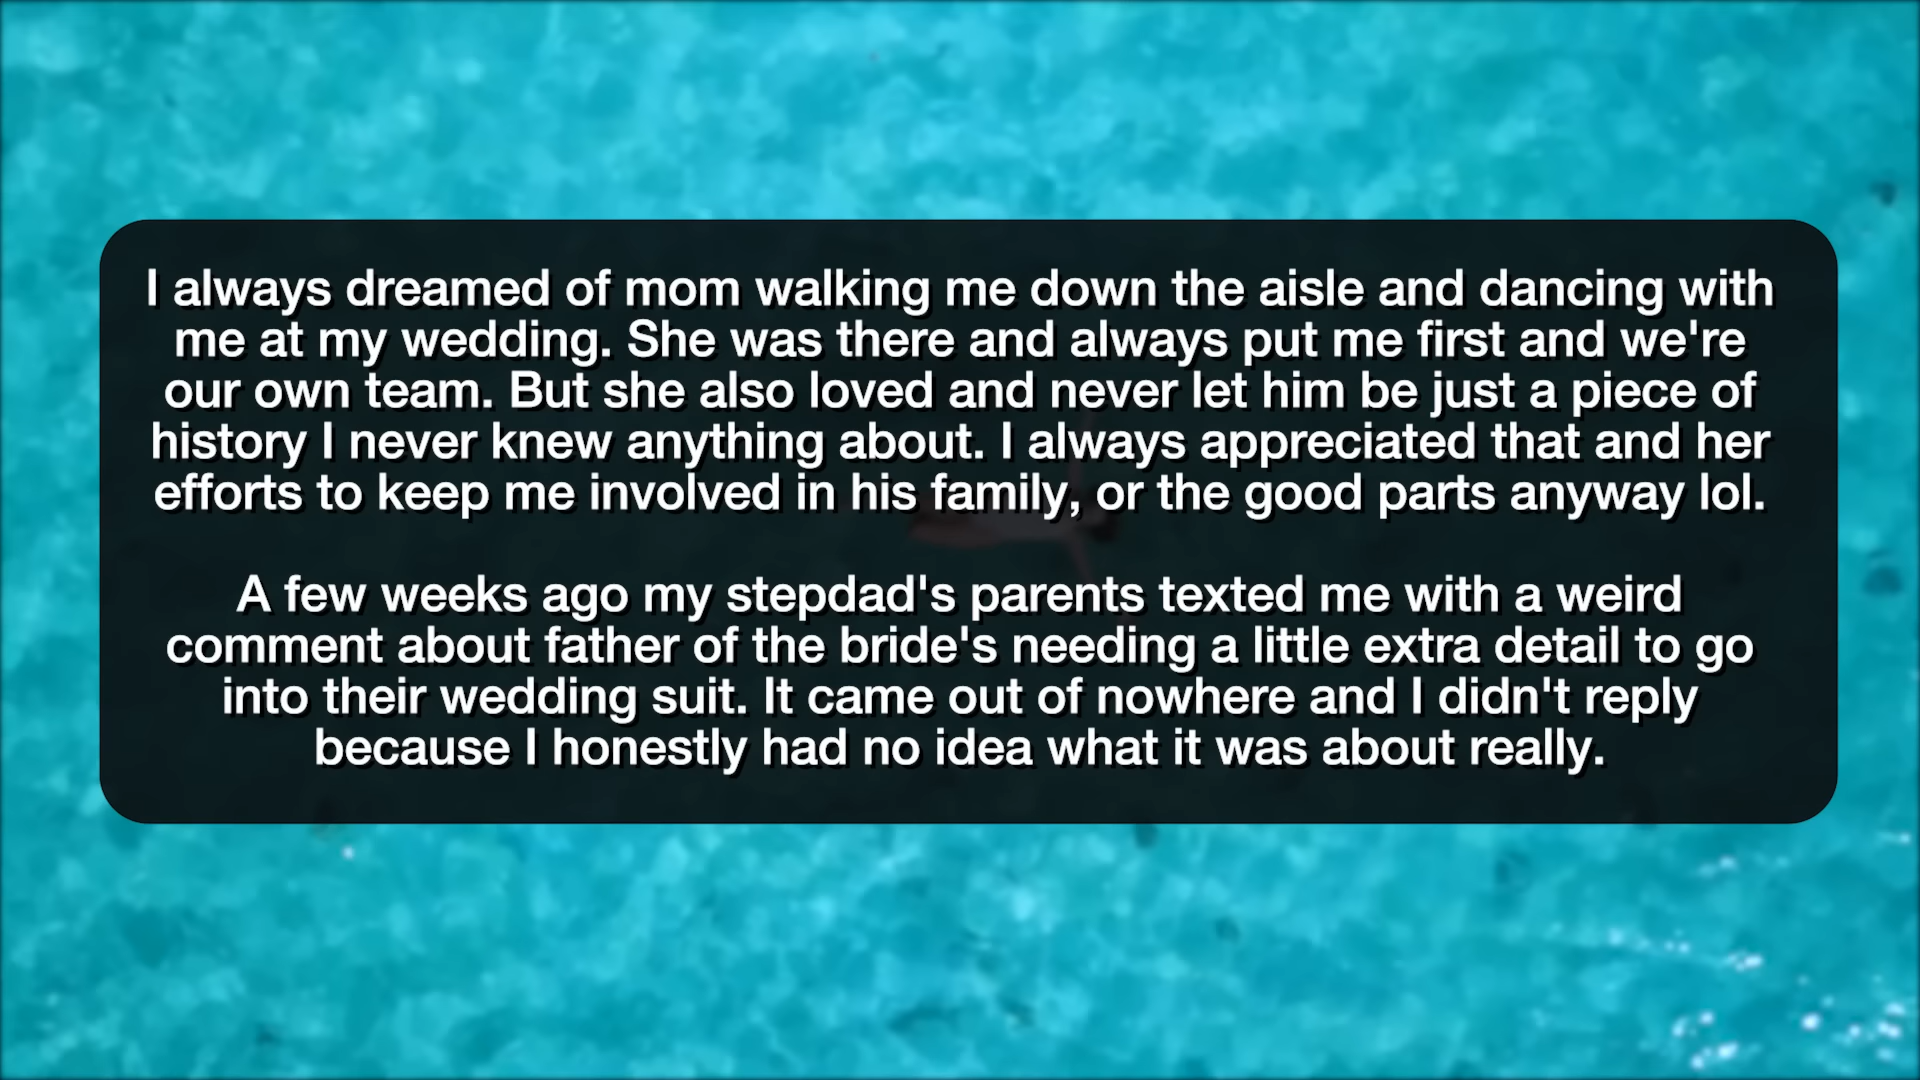 I always dreamed of mom walking me down the aisle and dancing with
me at my wedding. She was there and always put me first and we're
our own team. But she also loved and never let him be just a piece of
history I never knew anything about. I always appreciated that and her
efforts to keep me involved in his family, or the good parts anyway lol.
A few weeks ago my stepdad's parents texted me with a weird
comment about father of the bride's needing a little extra detail to go
into their wedding suit. It came out of nowhere and I didn't reply
because I honestly had no idea what it was about really.